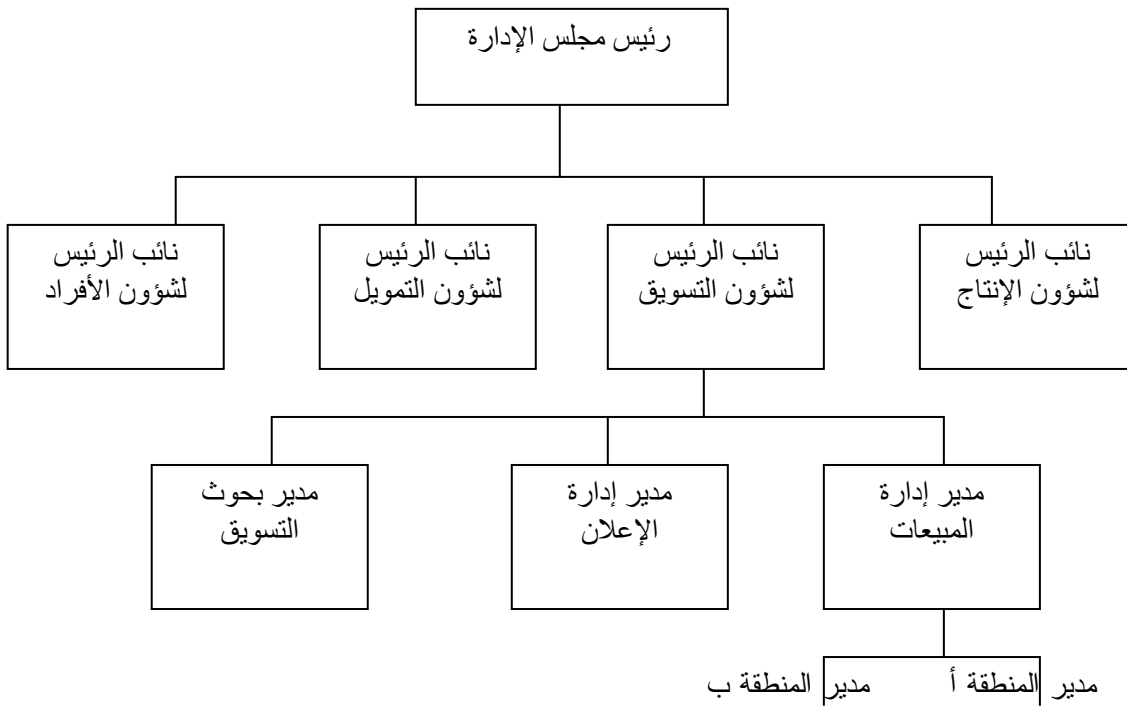 رئيس مجلس الإدارة
نائب الرئيس
لشؤون الإنتاج
نائب الرئيس
لشؤون التسويق
نائب الرئيس
لشؤون التمويل
نائب الرئيس
لشؤون الأفراد
مدير إدارة
المبيعات
مدير إدارة
الإعلان
مدير بحوث
التسويق
مدير المنطقة أ
مدير المنطقة ب